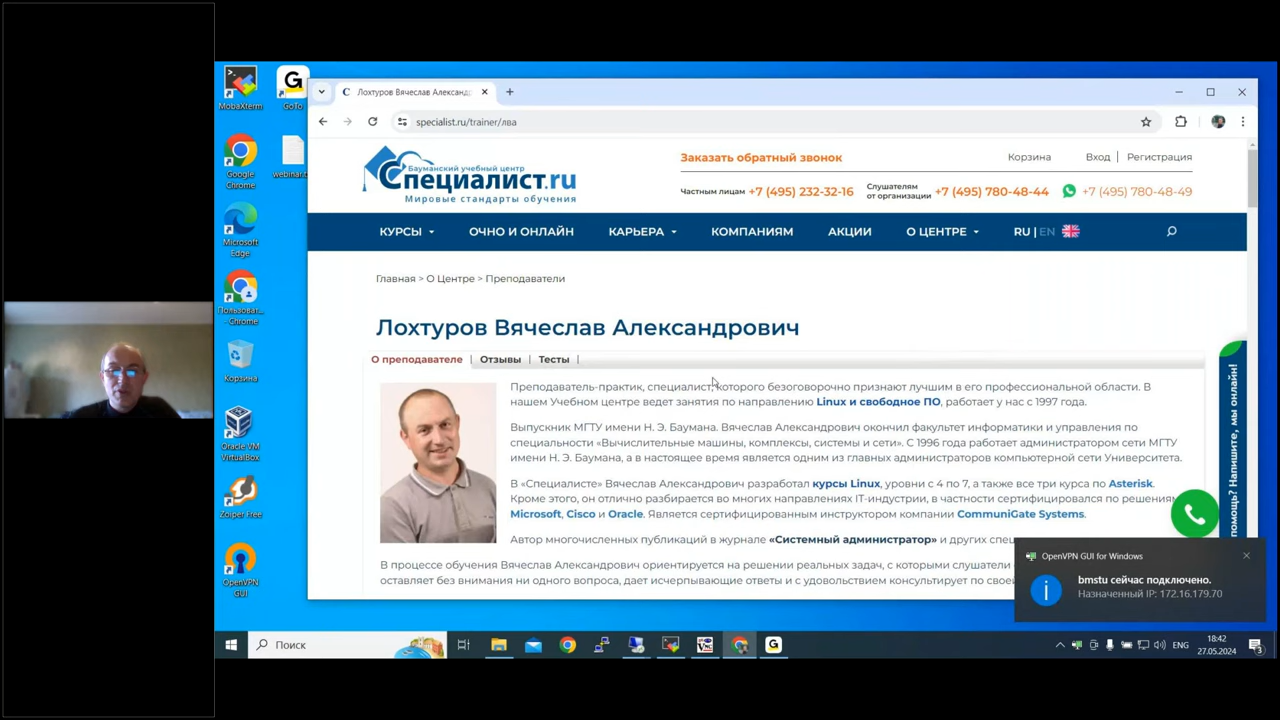 MobaXterm
GoTo
Google
Chrome
webinar.t
Microsoft
Edge
Пользоват...
- Chrome
Корзина
Oracle VM
VirtualBox
Zoiper Free
OpenVPN
GUI
Лохтуров Вячеслав Александ
specialist.ru/trainer/лва
Бауманский учебный центр
Специалист.ru
Мировые стандарты обучения
Заказать обратный звонок
Корзина
Вход | Регистрация
Частным лицам +7 (495) 232-32-16
Слушателям
от организации +7 (495) 780-48-44
+7 (495) 780-48-49
КУРСЫ
ОЧНО И ОНЛАЙН
КАРЬЕРА
КОМПАНИЯМ
АКЦИИ
О ЦЕНТРЕ
RU | EN
Главная > О Центре > Преподаватели
Лохтуров Вячеслав Александрович
О преподавателе | Отзывы | Тесты |
Преподаватель-практик, специалист, которого безоговорочно признают лучшим в его профессиональной области. В
нашем Учебном центре ведет занятия по направлению Linux и свободное ПО, работает у нас с 1997 года.
Выпускник МГТУ имени Н. Э. Баумана. Вячеслав Александрович окончил факультет информатики и управления по
специальности «Вычислительные машины, комплексы, системы и сети». С 1996 года работает администратором сети МГТУ
имени Н. Э. Баумана, а в настоящее время является одним из главных администраторов компьютерной сети Университета.
В «Специалисте» Вячеслав Александрович разработал курсы Linux, уровни с 4 по 7, а также все три курса по Asterisk.
Кроме этого, он отлично разбирается во многих направлениях IT-индустрии, в частности сертифицировался по решениям
Microsoft, Cisco и Oracle. Является сертифицированным инструктором компании CommuniGate Systems.
Автор многочисленных публикаций в журнале «Системный администратор» и других спе
В процессе обучения Вячеслав Александрович ориентируется на решении реальных задач, с которыми слушатели
оставляет без внимания ни одного вопроса, дает исчерпывающие ответы и с удовольствием консультирует по свое
помощь? Напишите, мы онлайн!
OpenVPN GUI for Windows
bmstu сейчас подключено.
Назначенный IP: 172.16.179.70
Поиск
ENG
18:42
27.05.2024
3